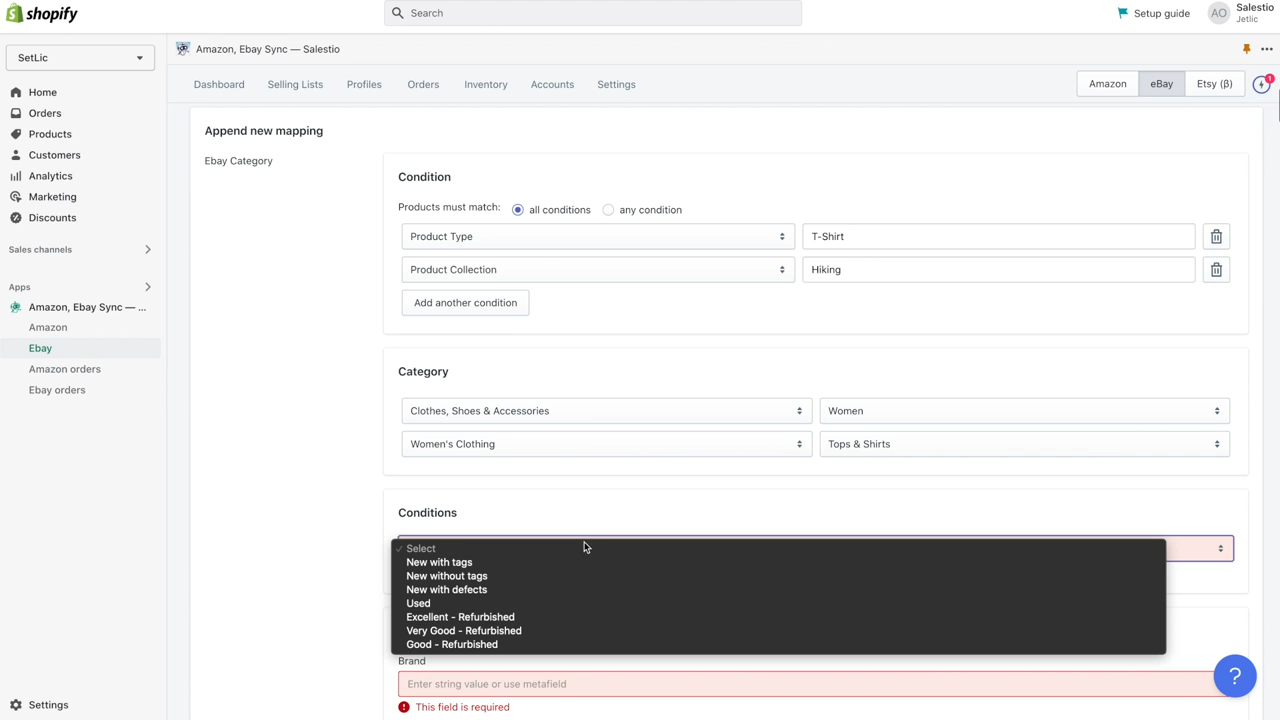 shopify
Search
Setup guide
AO
Salestio
Jetlic
SetLic
Home
Orders
Products
Customers
Analytics
Marketing
Discounts
Sales channels
Apps
Amazon, Ebay Sync — ...
Amazon
Ebay
Amazon orders
Ebay orders
Settings
Amazon, Ebay Sync — Salestio
Dashboard
Selling Lists
Profiles
Orders
Inventory
Accounts
Settings
Amazon
eBay
Etsy (β)
1
Append new mapping
Ebay Category
Condition
Products must match: all conditions any condition
Product Type
T-Shirt
Product Collection
Hiking
Add another condition
Category
Clothes, Shoes & Accessories
Women
Women's Clothing
Tops & Shirts
Conditions
✓ Select
New with tags
New without tags
New with defects
Used
Excellent - Refurbished
Very Good - Refurbished
Good - Refurbished
Brand
Enter string value or use metafield
This field is required
?